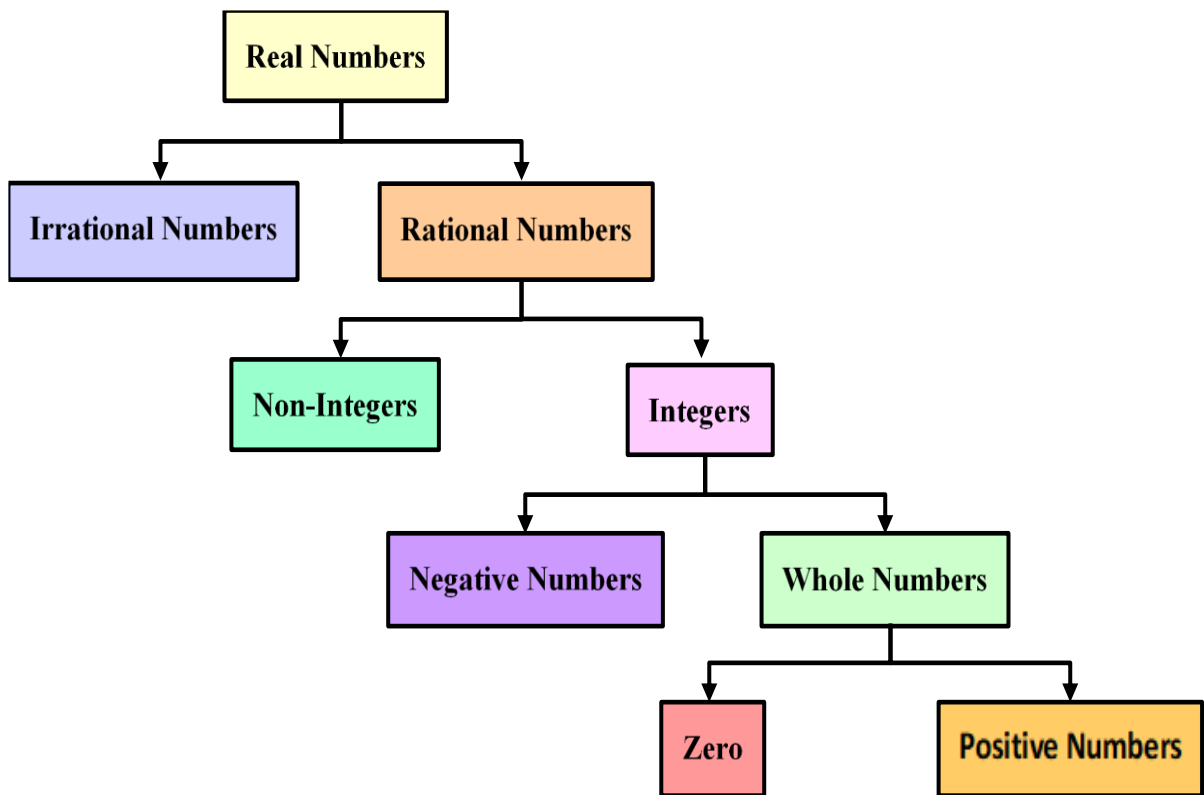 Real Numbers
Irrational Numbers
Rational Numbers
Non-Integers
Integers
Negative Numbers
Whole Numbers
Zero
Positive Numbers